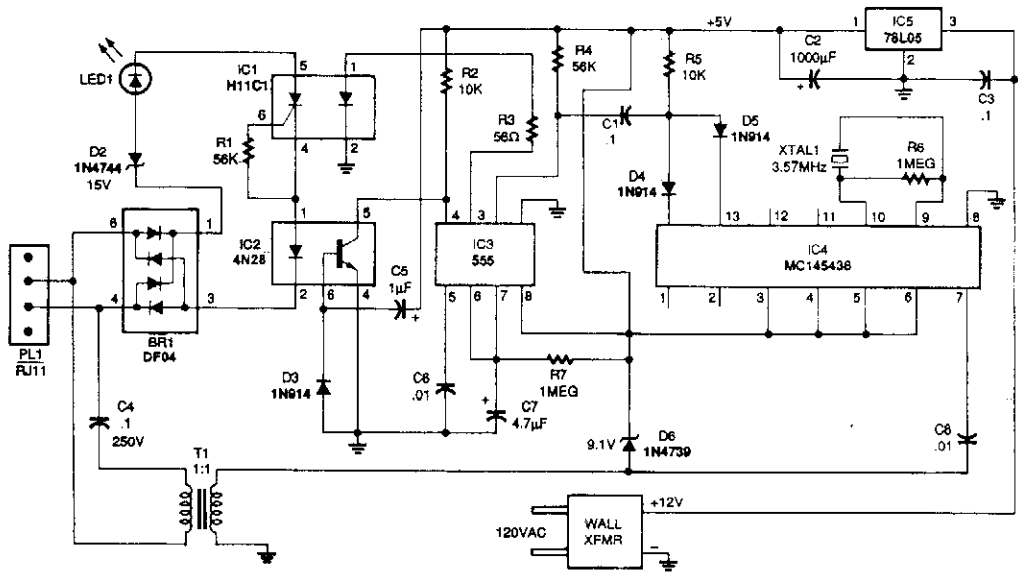 LED1
D2
1N4744
15V
IC1
H11C1
5
1
6
4
2
R1
56K
R2
10K
R3
56Ω
R4
56K
+5V
R5
10K
C1
.1
D5
1N914
D4
1N914
C2
1000µF
+
1
IC5
78L05
3
2
C3
.1
XTAL1
3.57MHz
R6
1MEG
6
1
4
3
BR1
DF04
PL1
RJ11
1
5
IC2
4N28
2
6
4
C5
1µF
+
4
3
1
IC3
555
5
6
7
8
13
12
11
10
9
8
IC4
MC145436
1
2
3
4
5
6
7
D3
1N914
C6
.01
+
C7
4.7µF
R7
1MEG
9.1V
D6
1N4739
C8
.01
C4
.1
250V
T1
1:1
120VAC
WALL
XFMR
+12V
−